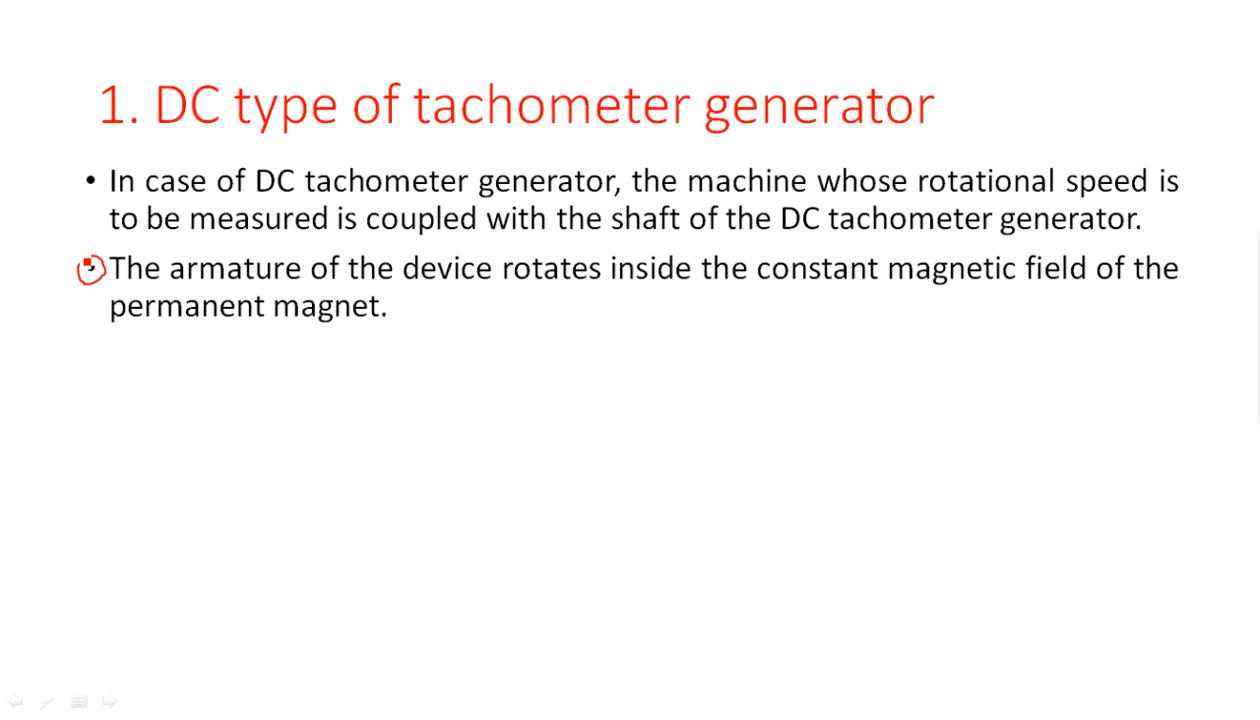 1. DC type of tachometer generator
• In case of DC tachometer generator, the machine whose rotational speed is
to be measured is coupled with the shaft of the DC tachometer generator.
• The armature of the device rotates inside the constant magnetic field of the
permanent magnet.